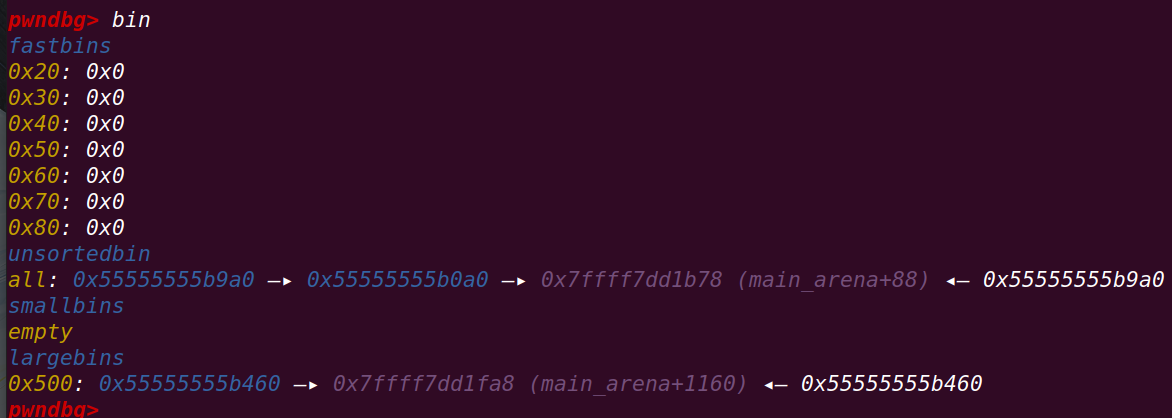 pwndbg> bin
fastbins
0x20: 0x0
0x30: 0x0
0x40: 0x0
0x50: 0x0
0x60: 0x0
0x70: 0x0
0x80: 0x0
unsortedbin
all: 0x55555555b9a0 —▸ 0x55555555b0a0 —▸ 0x7ffff7dd1b78 (main_arena+88) ◂— 0x55555555b9a0
smallbins
empty
largebins
0x500: 0x55555555b460 —▸ 0x7ffff7dd1fa8 (main_arena+1160) ◂— 0x55555555b460
pwndbg>